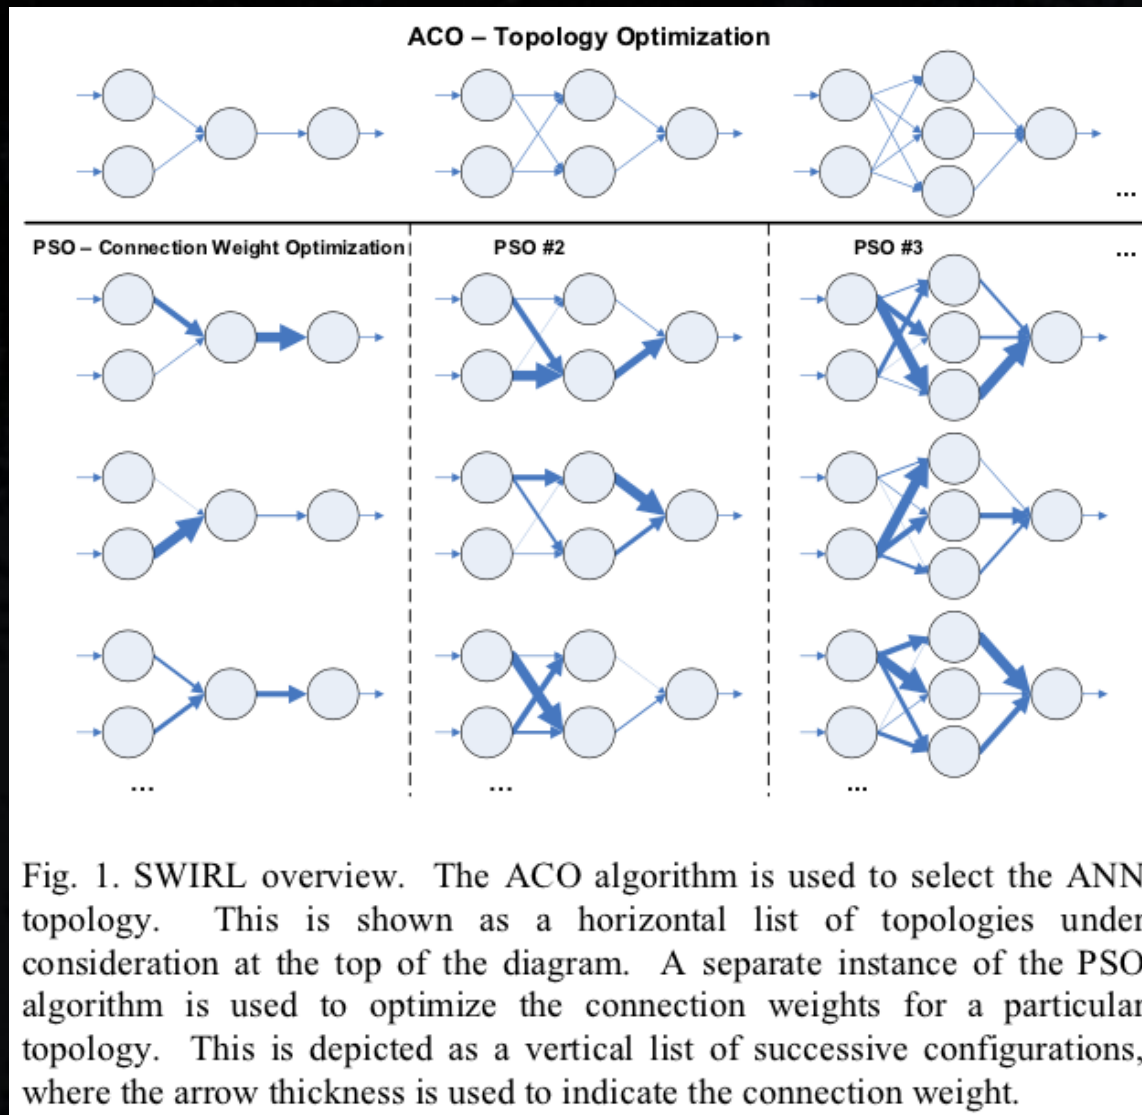 ACO – Topology Optimization
...
PSO – Connection Weight Optimization
PSO #2
PSO #3
...
...
...
...
Fig. 1. SWIRL overview. The ACO algorithm is used to select the ANN
topology. This is shown as a horizontal list of topologies under
consideration at the top of the diagram. A separate instance of the PSO
algorithm is used to optimize the connection weights for a particular
topology. This is depicted as a vertical list of successive configurations,
where the arrow thickness is used to indicate the connection weight.